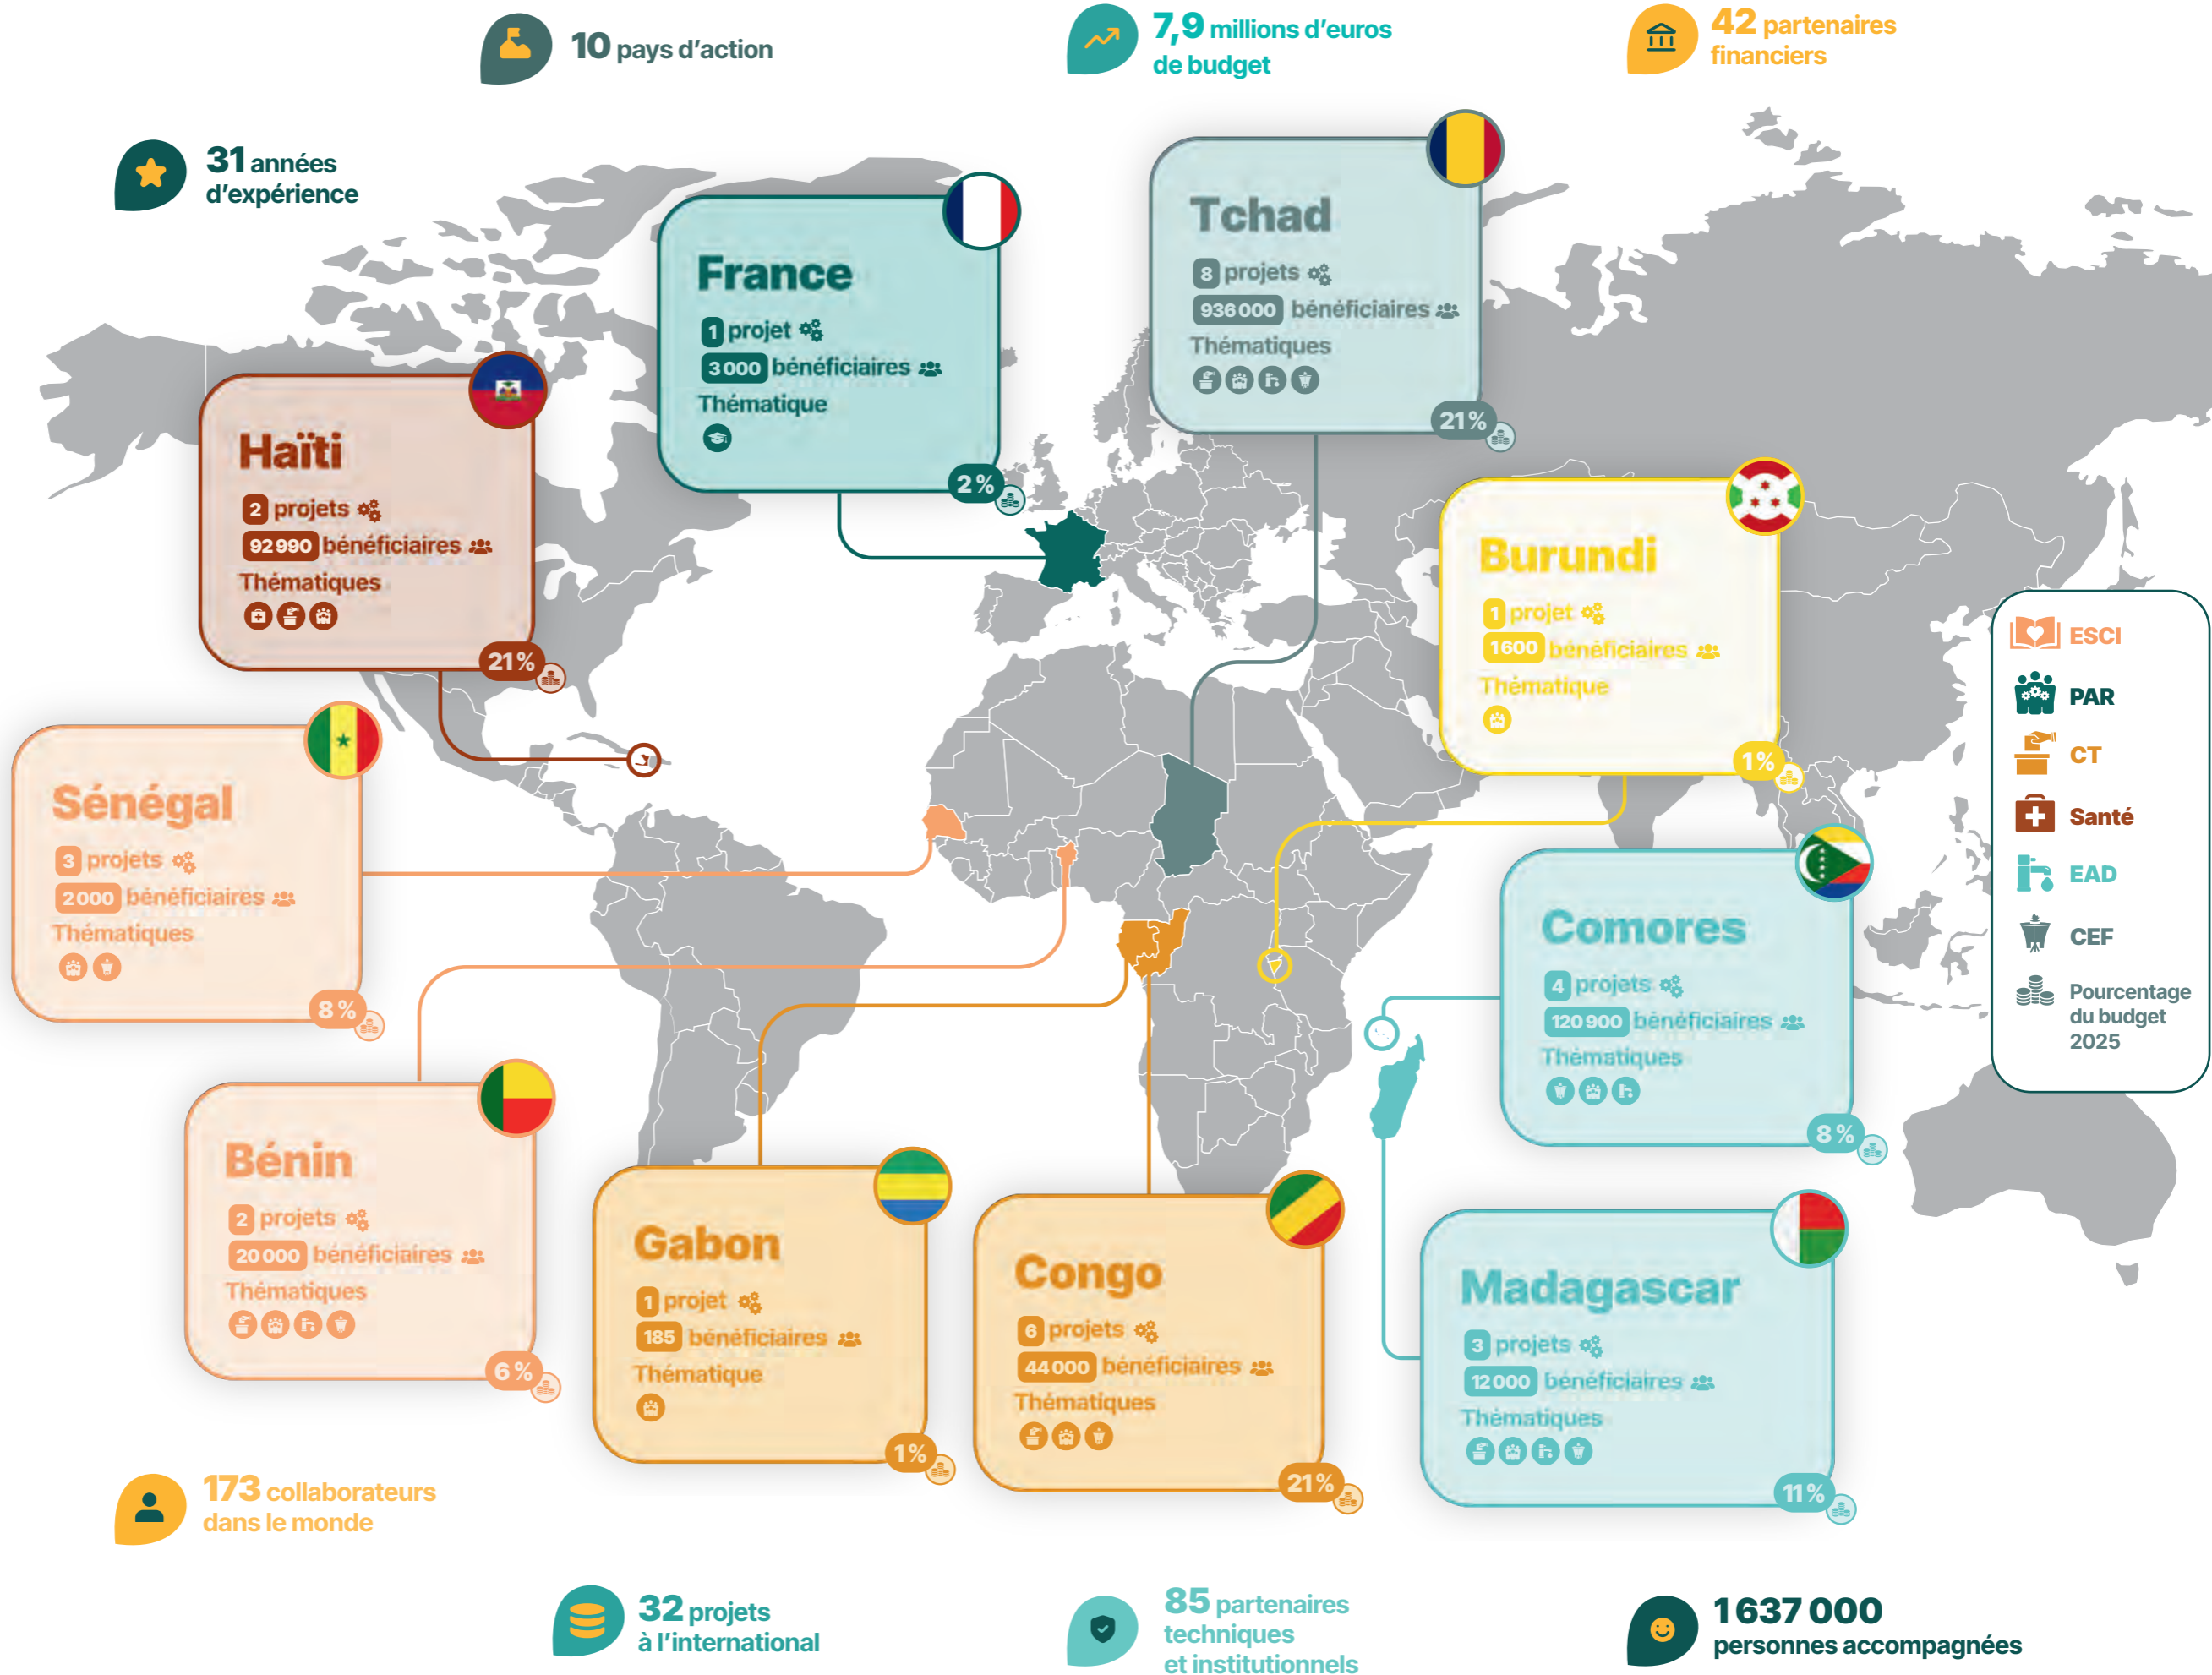 10 pays d'action
7,9 millions d'euros
de budget
42 partenaires
financiers
31 années
d'expérience
France
1 projet
3 000 bénéficiaires
Thématique
2 %
Tchad
8 projets
936 000 bénéficiaires
Thématiques
21%
Haïti
2 projets
92 990 bénéficiaires
Thématiques
21%
Burundi
1 projet
1600 bénéficiaires
Thématique
1%
Sénégal
3 projets
2 000 bénéficiaires
Thématiques
8 %
Comores
4 projets
120 900 bénéficiaires
Thématiques
8 %
Bénin
2 projets
20 000 bénéficiaires
Thématiques
6 %
Gabon
1 projet
185 bénéficiaires
Thématique
1%
Congo
6 projets
44 000 bénéficiaires
Thématiques
21%
Madagascar
3 projets
12 000 bénéficiaires
Thématiques
11%
ESCI
PAR
CT
Santé
EAD
CEF
Pourcentage
du budget
2025
173 collaborateurs
dans le monde
32 projets
à l'international
85 partenaires
techniques
et institutionnels
1 637 000
personnes accompagnées